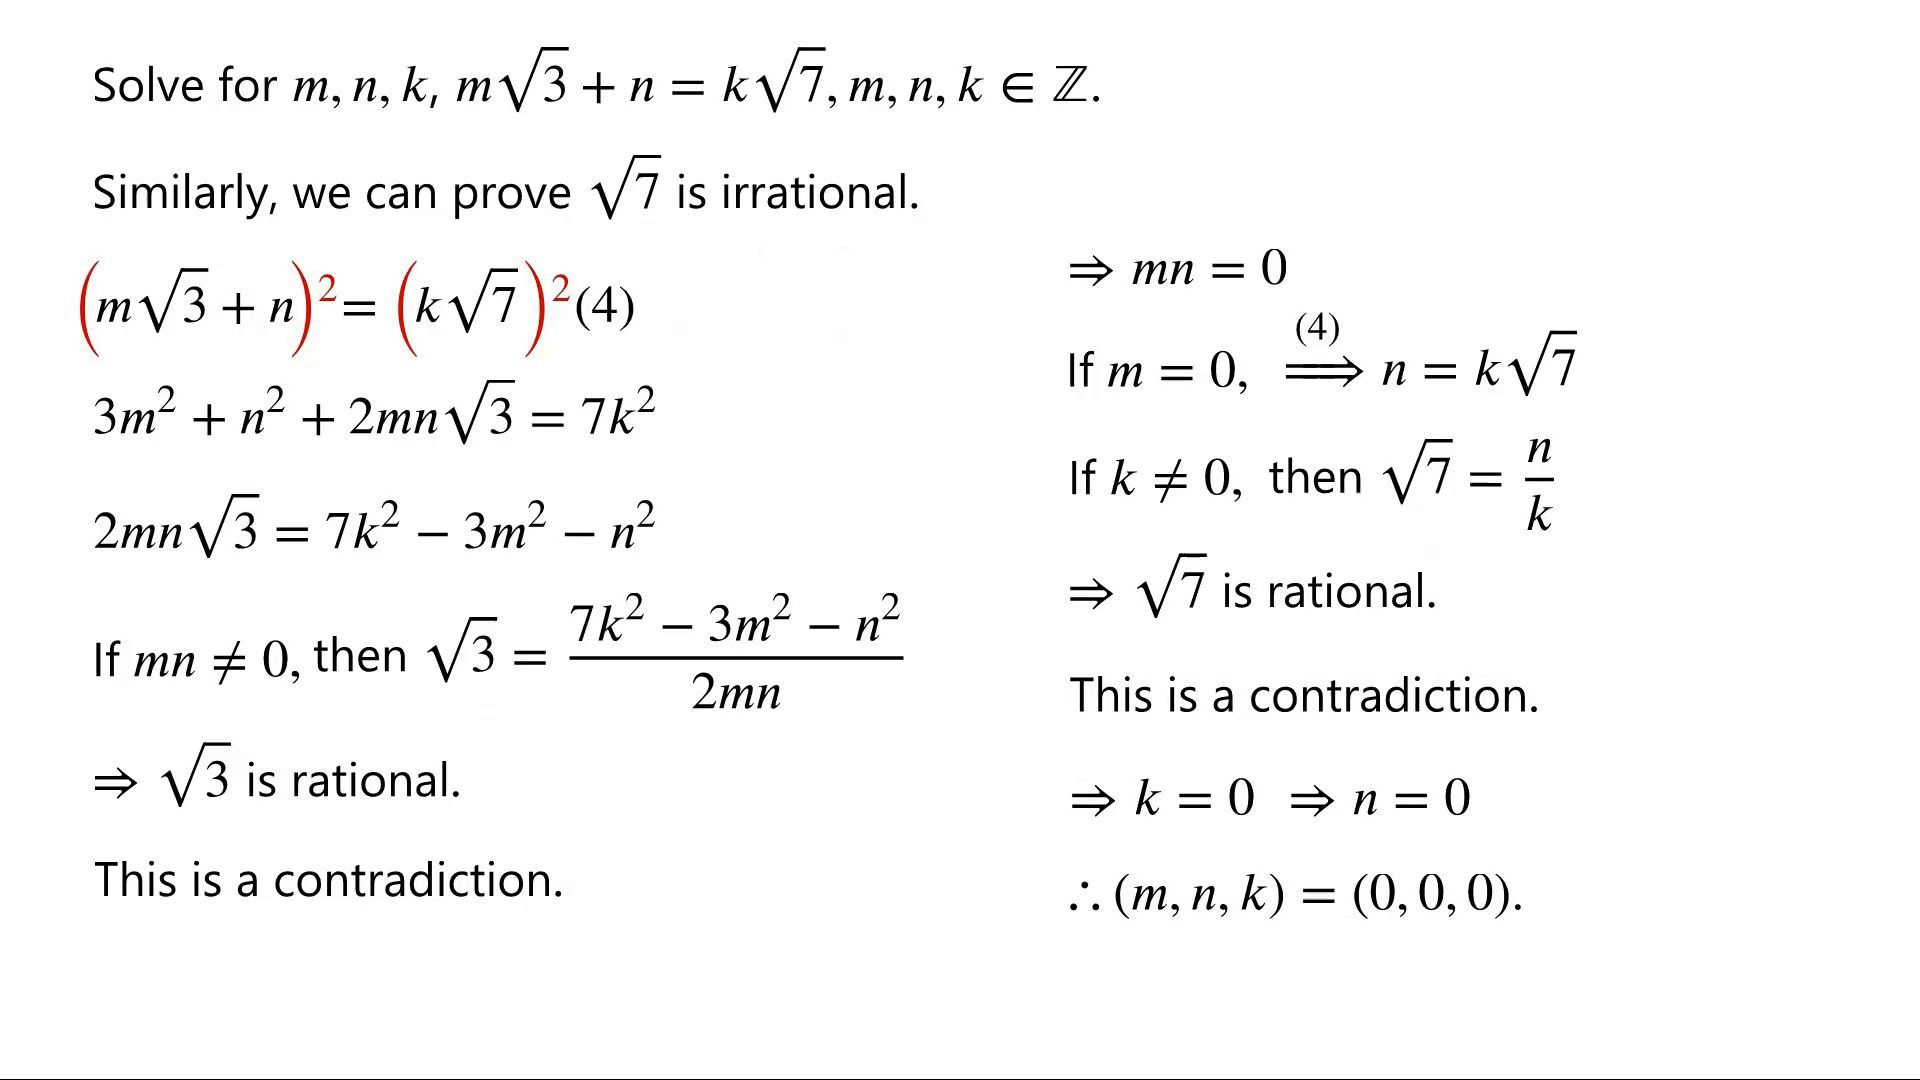 Solve for m, n, k, m√3 + n = k√7, m, n, k ∈ ℤ.
Similarly, we can prove √7 is irrational.
(m√3 + n)² = (k√7)² (4)
3m² + n² + 2mn√3 = 7k²
2mn√3 = 7k² − 3m² − n²
If mn ≠ 0, then √3 = (7k² − 3m² − n²)/(2mn)
⇒ √3 is rational.
This is a contradiction.
⇒ mn = 0
(4)
If m = 0, ⟹ n = k√7
If k ≠ 0, then √7 = n/k
⇒ √7 is rational.
This is a contradiction.
⇒ k = 0 ⇒ n = 0
∴ (m, n, k) = (0, 0, 0).